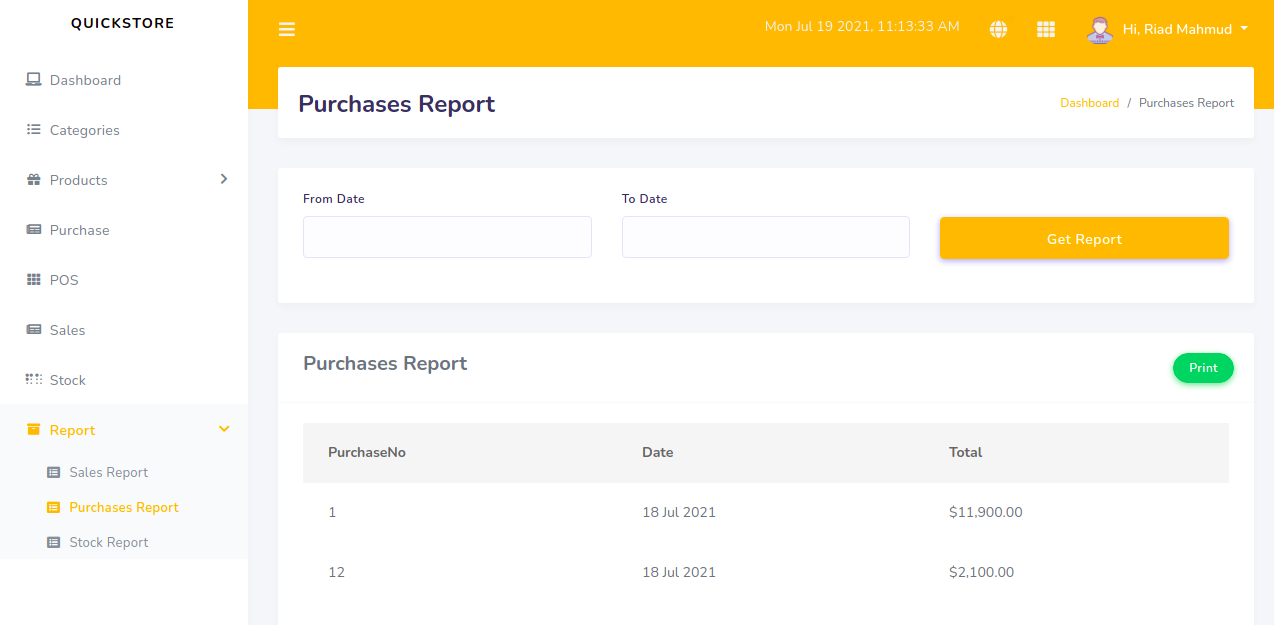 QUICKSTORE
Mon Jul 19 2021, 11:13:33 AM
Hi, Riad Mahmud
Dashboard
Categories
Products
Purchase
POS
Sales
Stock
Report
Sales Report
Purchases Report
Stock Report
Purchases Report
Dashboard / Purchases Report
From Date
To Date
Get Report
Purchases Report
Print
PurchaseNo Date Total
1 18 Jul 2021 $11,900.00
12 18 Jul 2021 $2,100.00